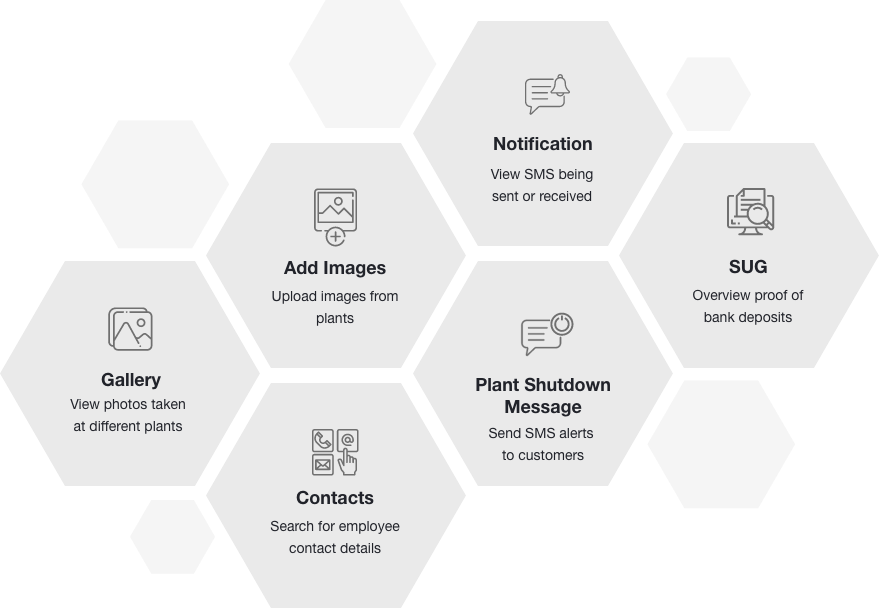 Notification
View SMS being
sent or received
Add Images
Upload images from
plants
SUG
Overview proof of
bank deposits
Gallery
View photos taken
at different plants
Plant Shutdown
Message
Send SMS alerts
to customers
@
Contacts
Search for employee
contact details